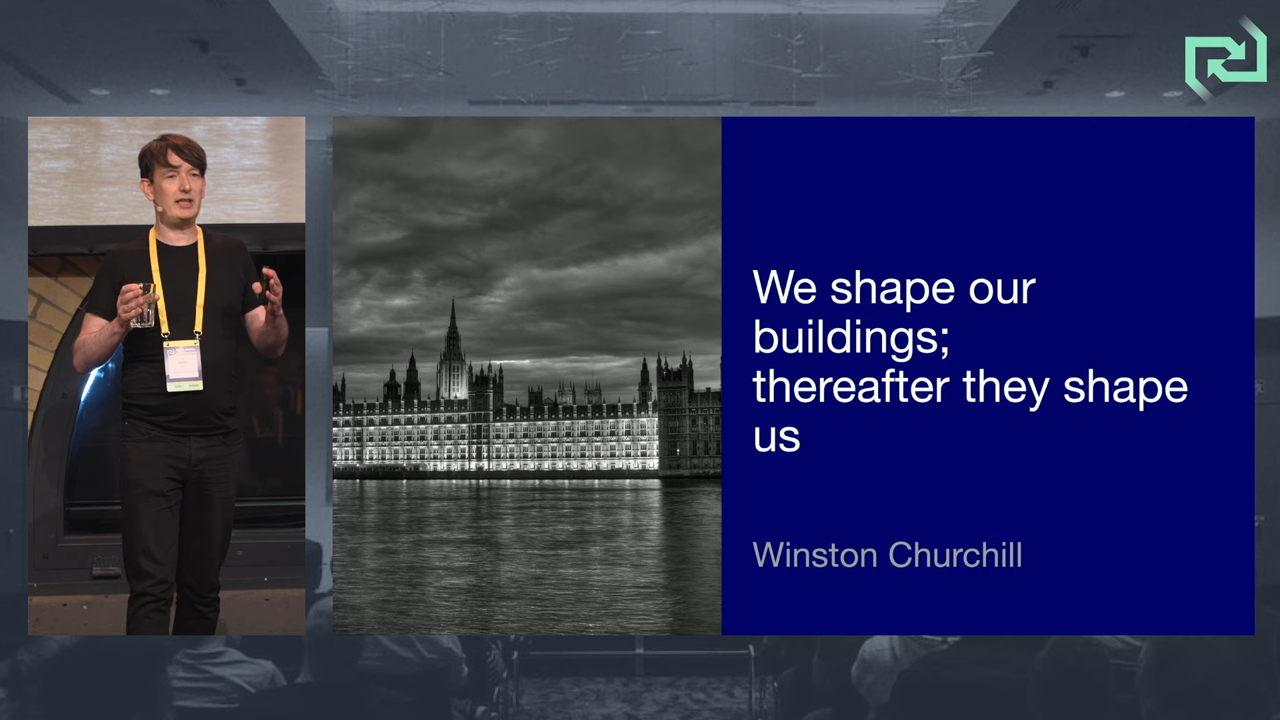 We shape our
buildings;
thereafter they shape
us
Winston Churchill